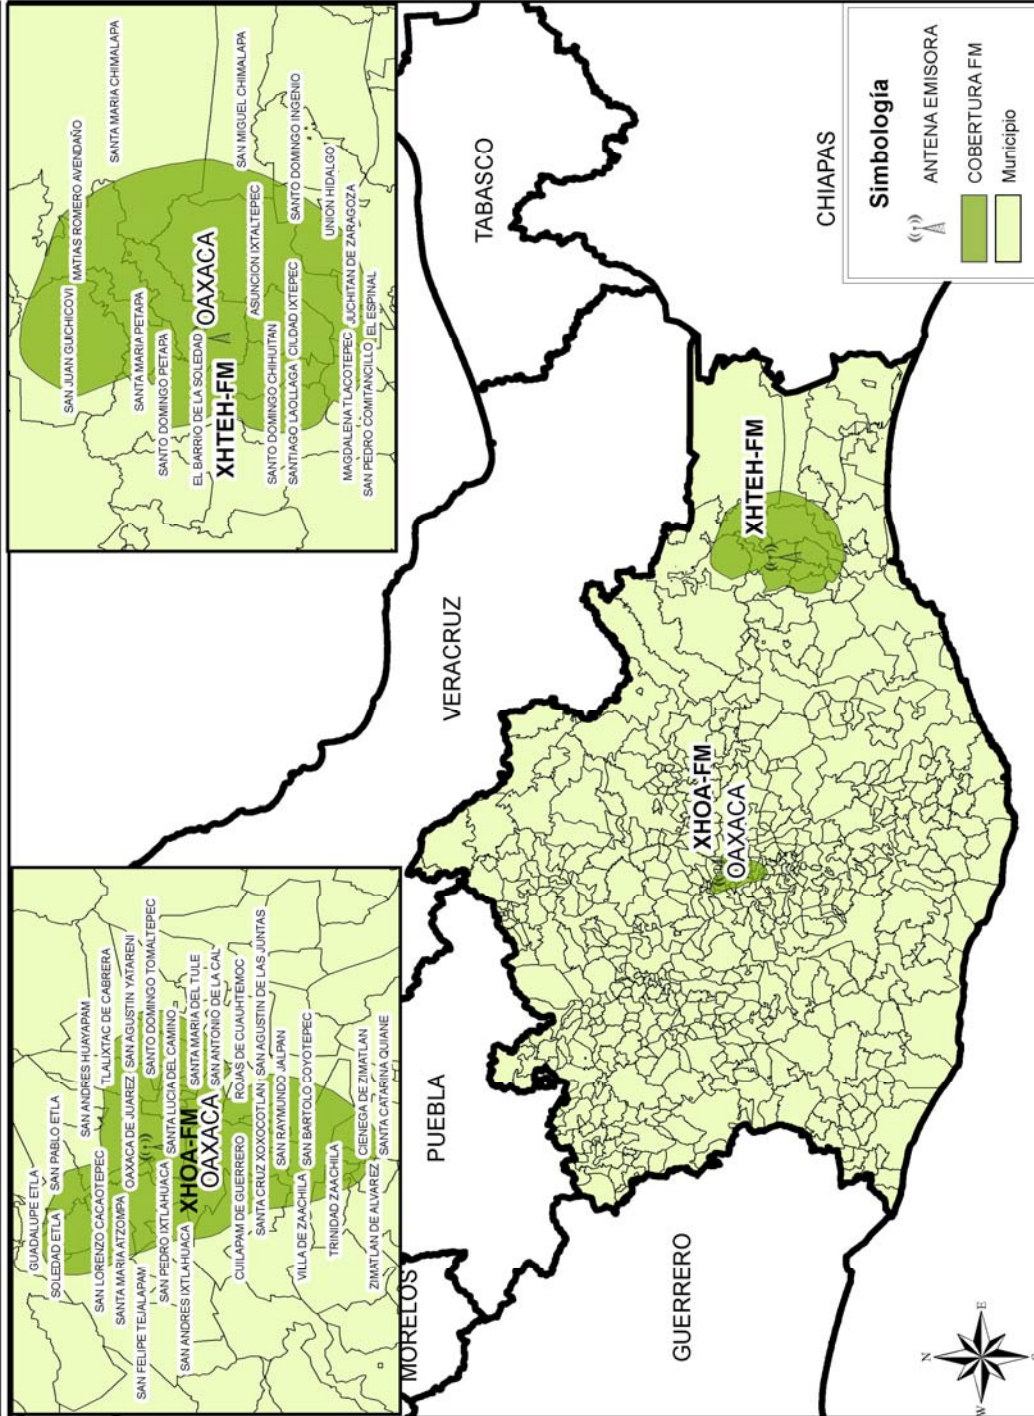 GUADALUPE ETLA
SOLEDAD ETLA
SAN PABLO ETLA
SAN ANDRES HUAYAPAM
SAN LORENZO CACAOTEPEC
TLALIXTAC DE CABRERA
SANTA MARIA ATZOMPA
OAXACA DE JUAREZ
SAN AGUSTIN YATARENI
SAN FELIPE TEJALAPAM
SANTO DOMINGO TOMALTEPEC
SAN PEDRO IXTLAHUACA
SANTA LUCIA DEL CAMINO
SAN ANDRES IXTLAHUACA
XHOA-FM
SANTA MARIA DEL TULE
OAXACA
SAN ANTONIO DE LA CAL
CUILAPAM DE GUERRERO
ROJAS DE CUAUHTEMOC
SANTA CRUZ XOXOCOTLAN
SAN AGUSTIN DE LAS JUNTAS
SAN RAYMUNDO JALPAN
VILLA DE ZAACHILA
SAN BARTOLO COYOTEPEC
TRINIDAD ZAACHILA
CIENEGA DE ZIMATLAN
ZIMATLAN DE ALVAREZ
SANTA CATARINA QUIANE
SAN JUAN GUICHICOVI
MATIAS ROMERO AVENDAÑO
SANTA MARIA CHIMALAPA
SANTA MARIA PETAPA
SANTO DOMINGO PETAPA
EL BARRIO DE LA SOLEDAD
OAXACA
XHTEH-FM
SAN MIGUEL CHIMALAPA
ASUNCION IXTALTEPEC
SANTO DOMINGO CHIHUITAN
SANTIAGO LAOLLAGA
CIUDAD IXTEPEC
SANTO DOMINGO INGENIO
UNION HIDALGO
MAGDALENA TLACOTEPEC
JUCHITAN DE ZARAGOZA
SAN PEDRO COMITANCILLO
EL ESPINAL
MORELOS
PUEBLA
VERACRUZ
TABASCO
GUERRERO
XHOA-FM
OAXACA
XHTEH-FM
CHIAPAS
Simbología
ANTENA EMISORA
COBERTURA FM
Municipio
N
W
E